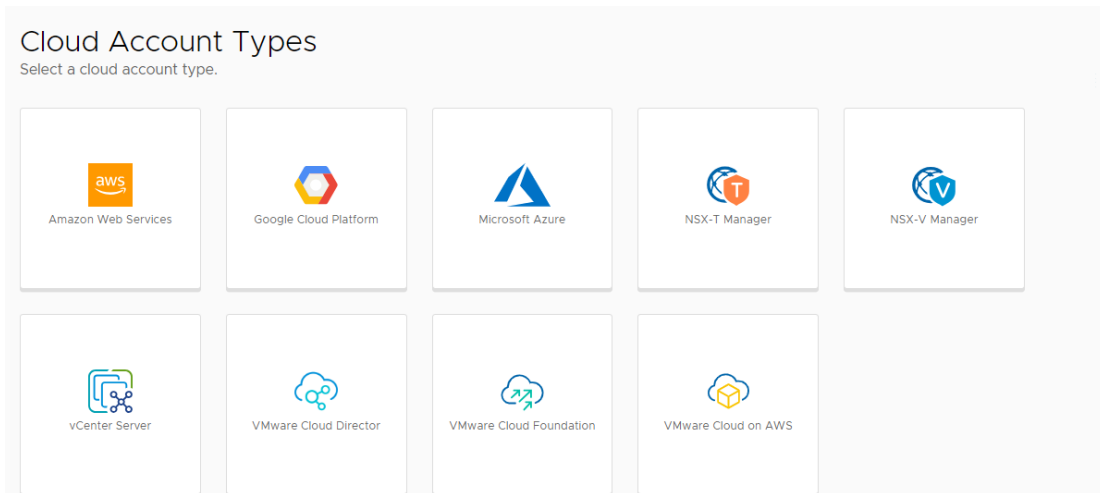 Cloud Account Types
Select a cloud account type.
aws
Amazon Web Services
Google Cloud Platform
Microsoft Azure
T
NSX-T Manager
V
NSX-V Manager
vCenter Server
VMware Cloud Director
VMware Cloud Foundation
VMware Cloud on AWS